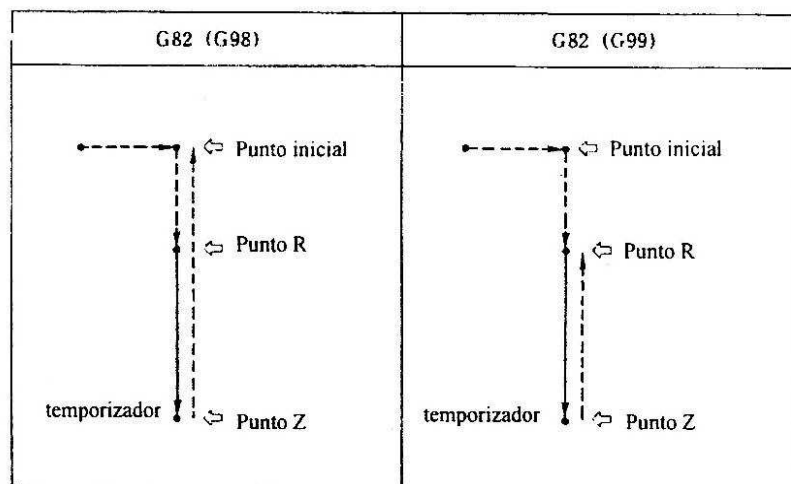 G82 (G98)
G82 (G99)
Punto inicial
Punto R
temporizador
Punto Z
Punto inicial
Punto R
temporizador
Punto Z